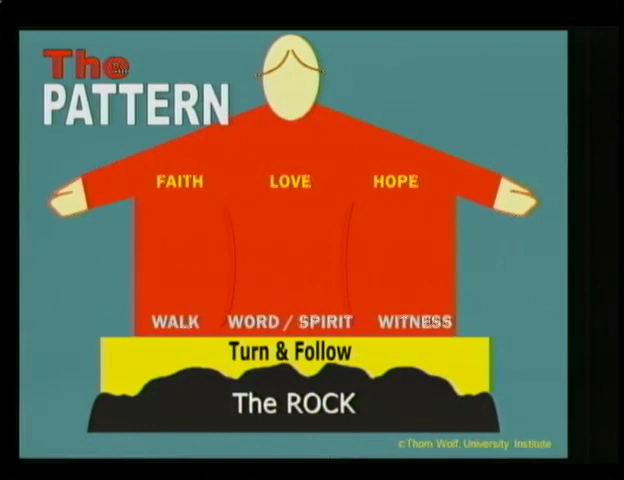 The
PATTERN
FAITH LOVE HOPE
WALK WORD / SPIRIT WITNESS
Turn & Follow
The ROCK
©Thom Wolf, University Institute